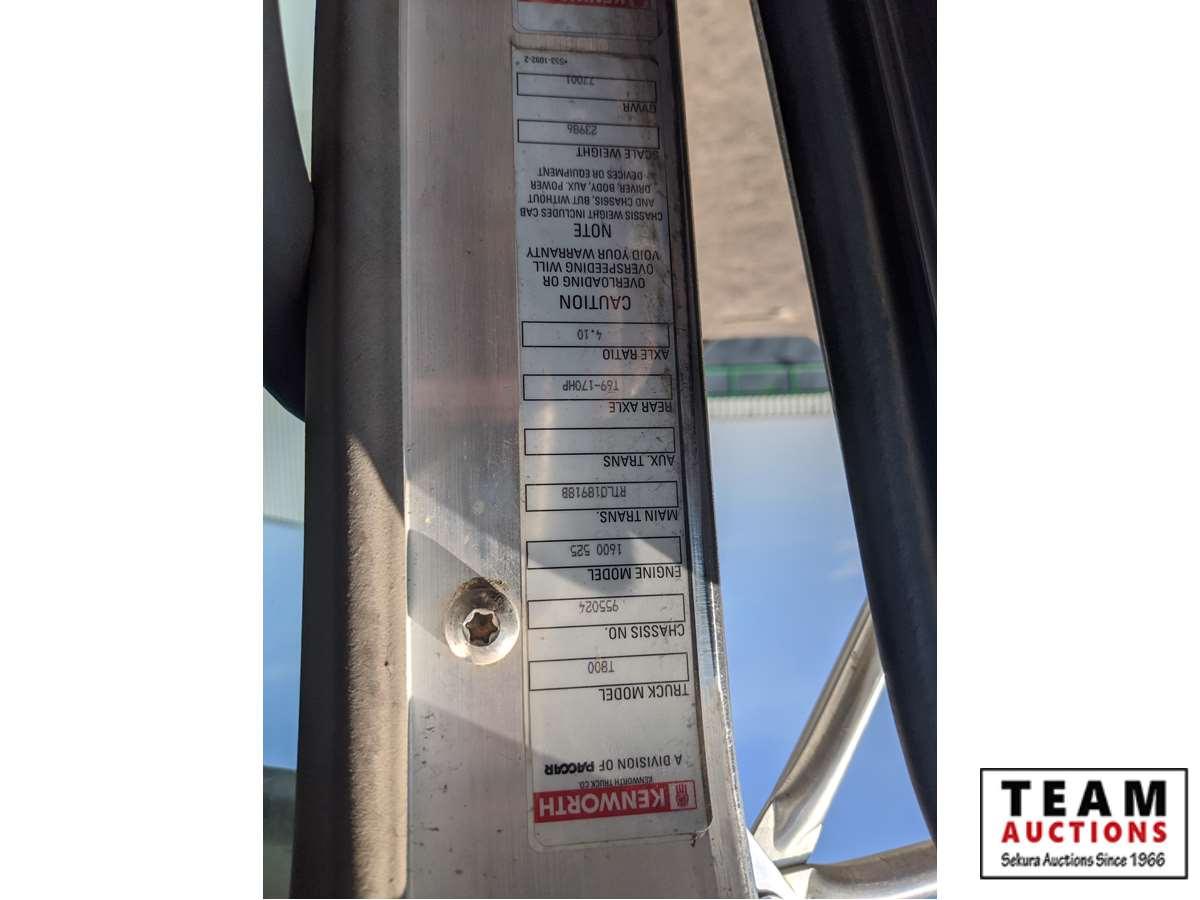 KENWORTH
KENWORTH TRUCK CO.
A DIVISION OF PACCAR
TRUCK MODEL
T800
CHASSIS NO.
955024
ENGINE MODEL
1600 525
MAIN TRANS.
RTLO18918B
AUX. TRANS
REAR AXLE
T69-170HP
AXLE RATIO
4.10
CAUTION
OVERLOADING OR
OVERSPEEDING WILL
VOID YOUR WARRANTY
NOTE
CHASSIS WEIGHT INCLUDES CAB
AND CHASSIS, BUT WITHOUT
DRIVER, BODY, AUX. POWER
DEVICES OR EQUIPMENT
SCALE WEIGHT
23986
GVWR
77001
TEAM
AUCTIONS
Sekura Auctions Since 1966